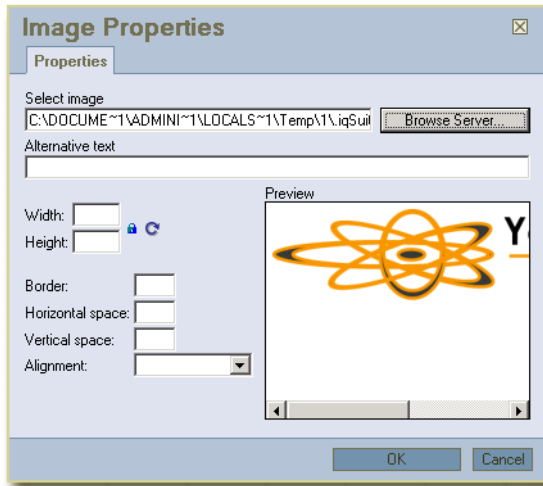 Image Properties
Properties
Select image
C:\DOCUME~1\ADMINI~1\LOCALS~1\Temp\1\.iqSui
Browse Server...
Alternative text
Preview
Width:
Height:
Border:
Horizontal space:
Vertical space:
Alignment:
OK
Cancel